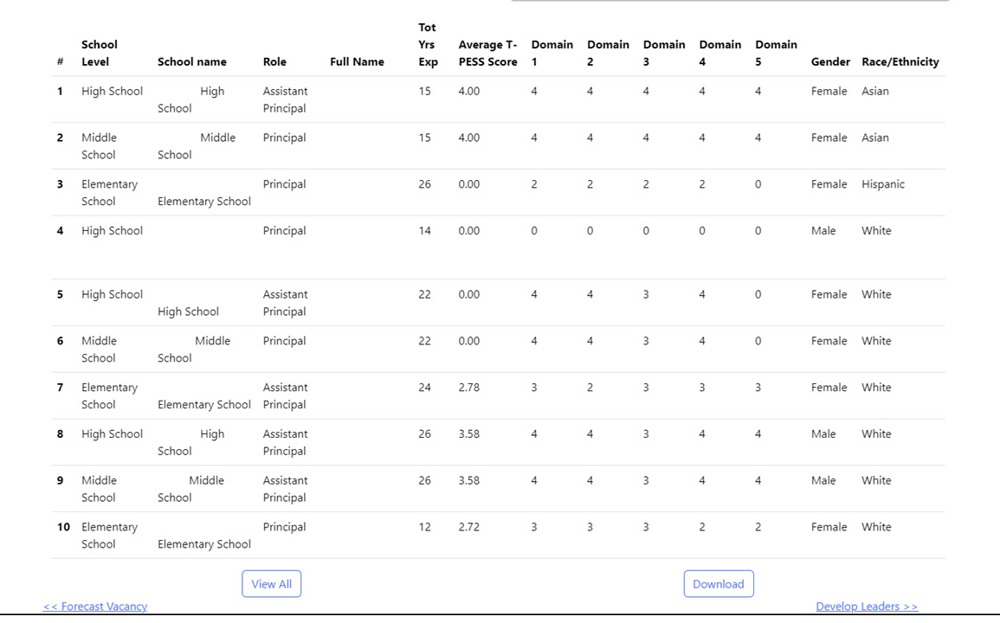 Tot
School Yrs Average T- Domain Domain Domain Domain Domain
# Level School name Role Full Name Exp PESS Score 1 2 3 4 5 Gender Race/Ethnicity
1 High School High Assistant 15 4.00 4 4 4 4 4 Female Asian
School Principal
2 Middle Middle Principal 15 4.00 4 4 4 4 4 Female Asian
School School
3 Elementary Principal 26 0.00 2 2 2 2 0 Female Hispanic
School Elementary School
4 High School Principal 14 0.00 0 0 0 0 0 Male White
5 High School Assistant 22 0.00 4 4 3 4 0 Female White
High School Principal
6 Middle Middle Principal 22 0.00 4 4 3 4 0 Female White
School School
7 Elementary Assistant 24 2.78 3 2 3 3 3 Female White
School Elementary School Principal
8 High School High Assistant 26 3.58 4 4 3 4 4 Male White
School Principal
9 Middle Middle Assistant 26 3.58 4 4 3 4 4 Male White
School School Principal
10 Elementary Principal 12 2.72 3 3 3 2 2 Female White
School Elementary School
View All Download
<< Forecast Vacancy Develop Leaders >>